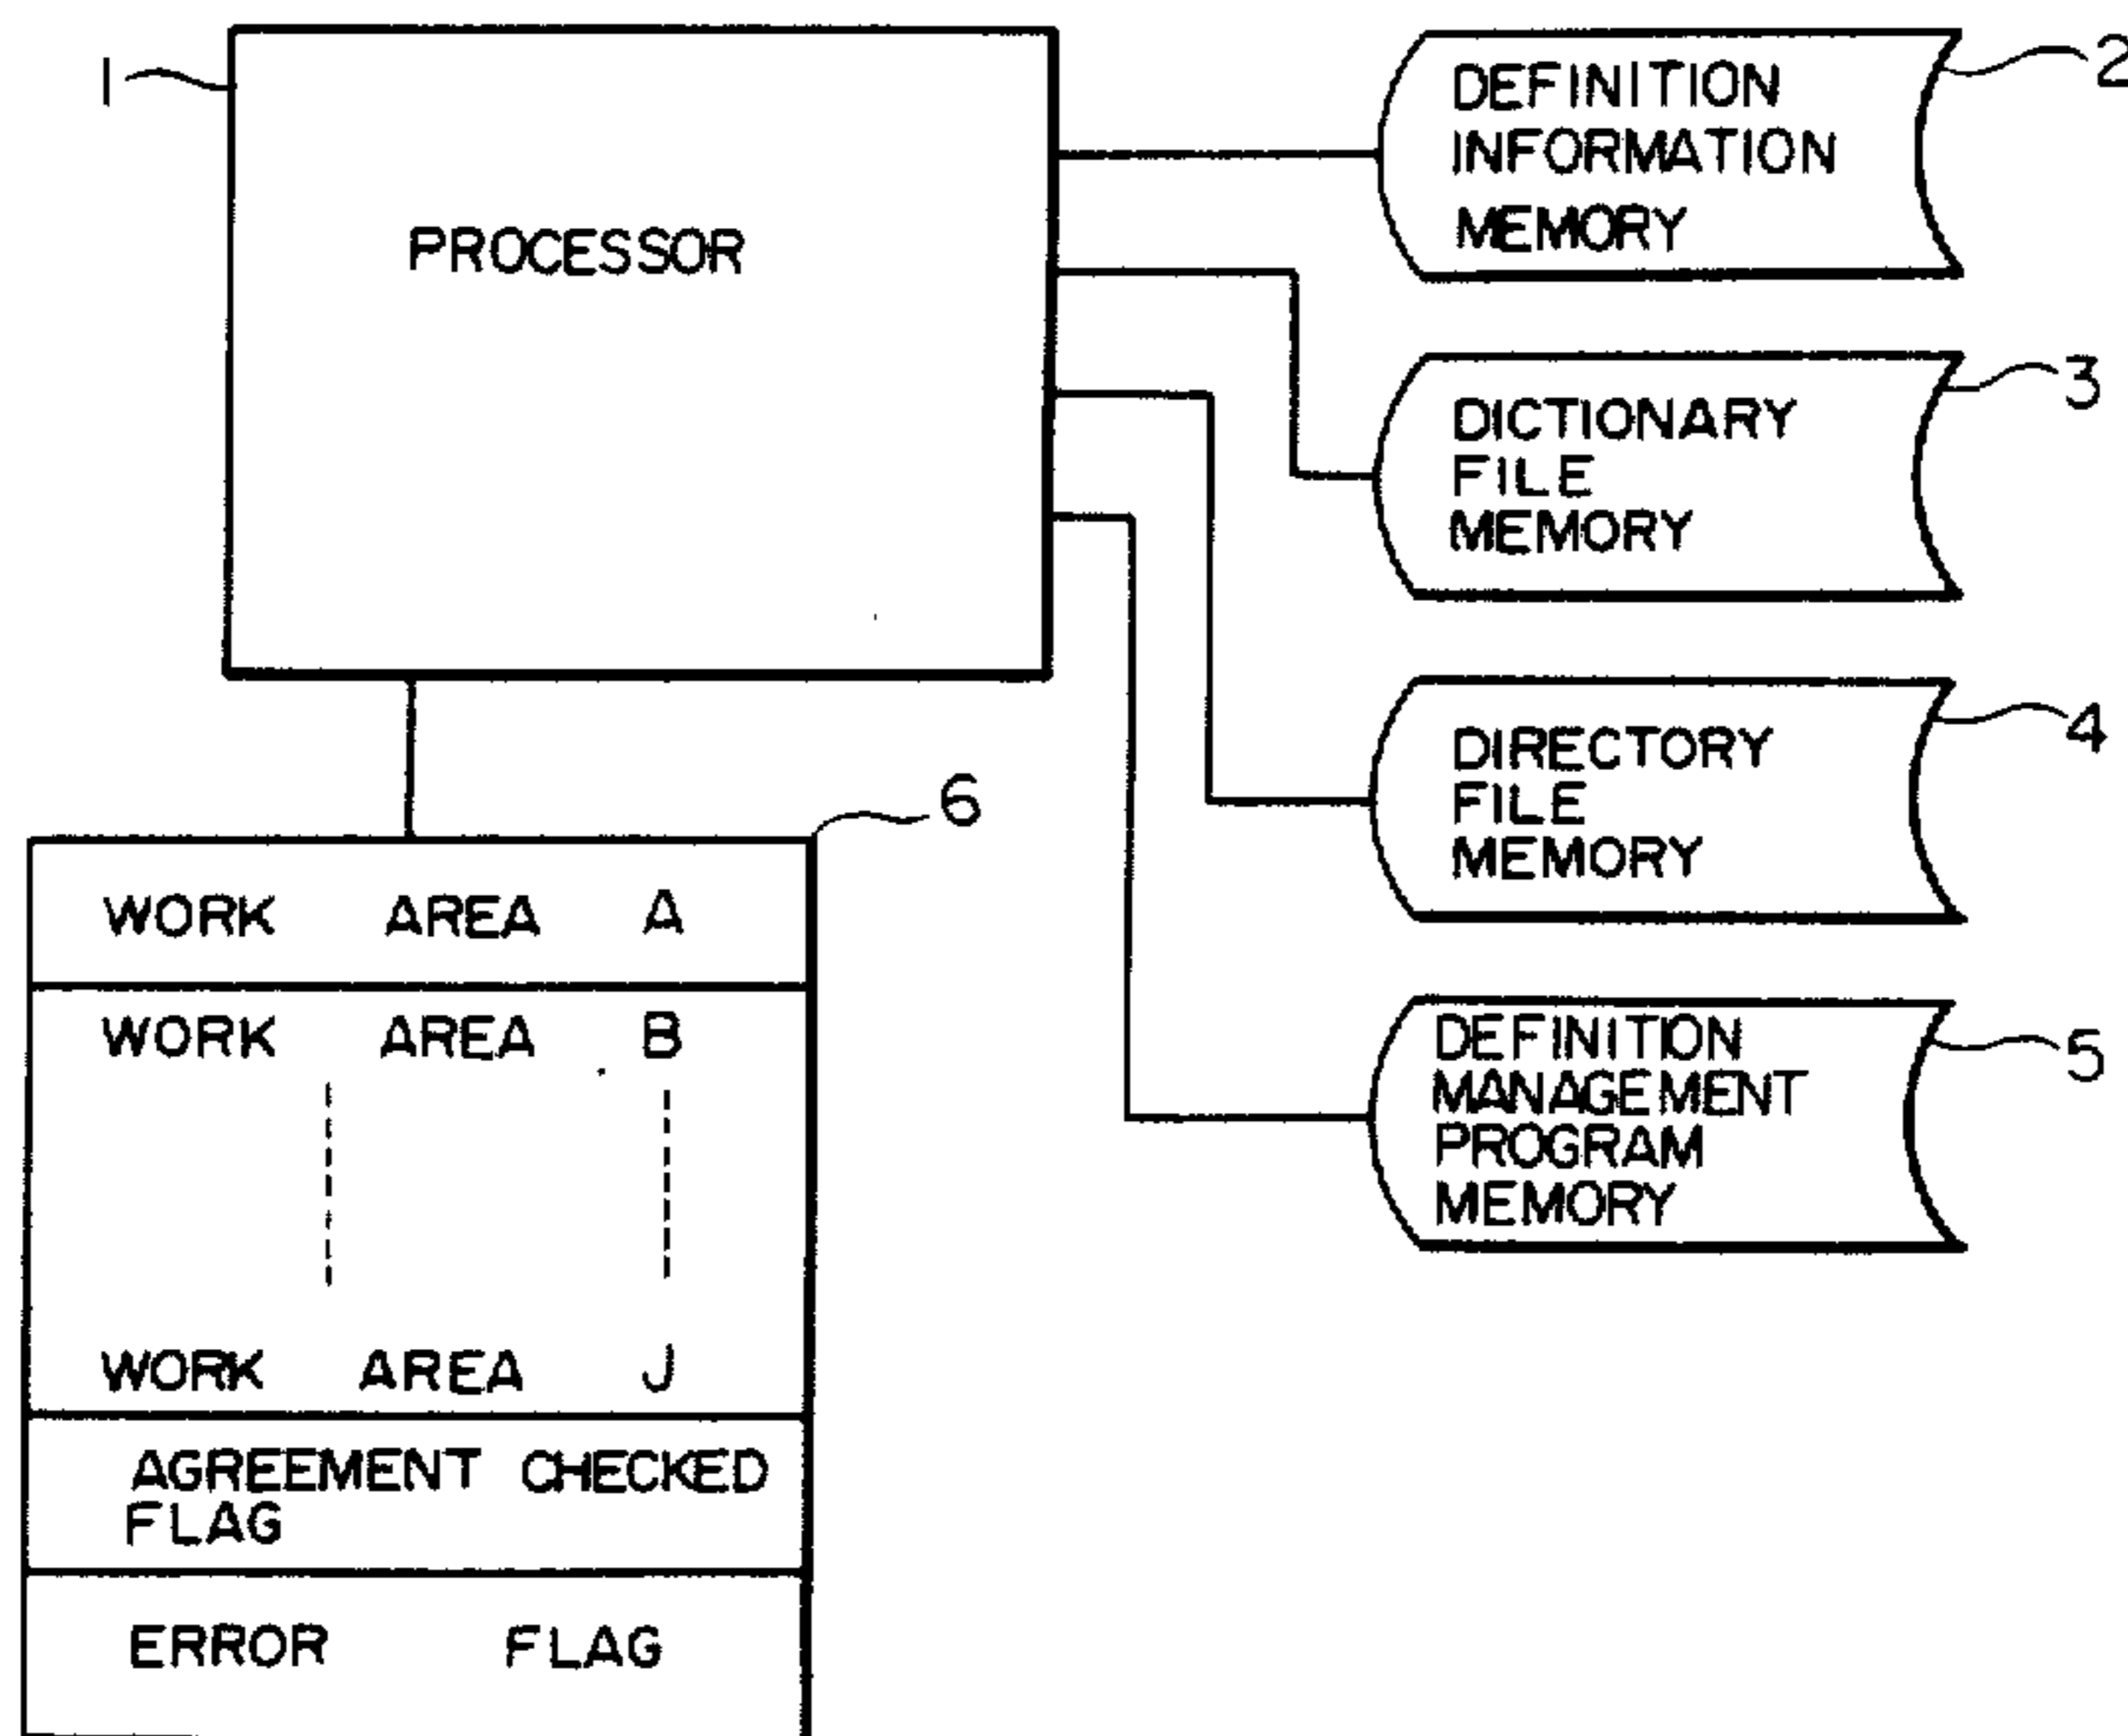 1
PROCESSOR
2
DEFINITION
INFORMATION
MEMORY
3
DICTIONARY
FILE
MEMORY
4
DIRECTORY
FILE
MEMORY
5
DEFINITION
MANAGEMENT
PROGRAM
MEMORY
6
WORK AREA A
WORK AREA B
WORK AREA J
AGREEMENT CHECKED
FLAG
ERROR FLAG